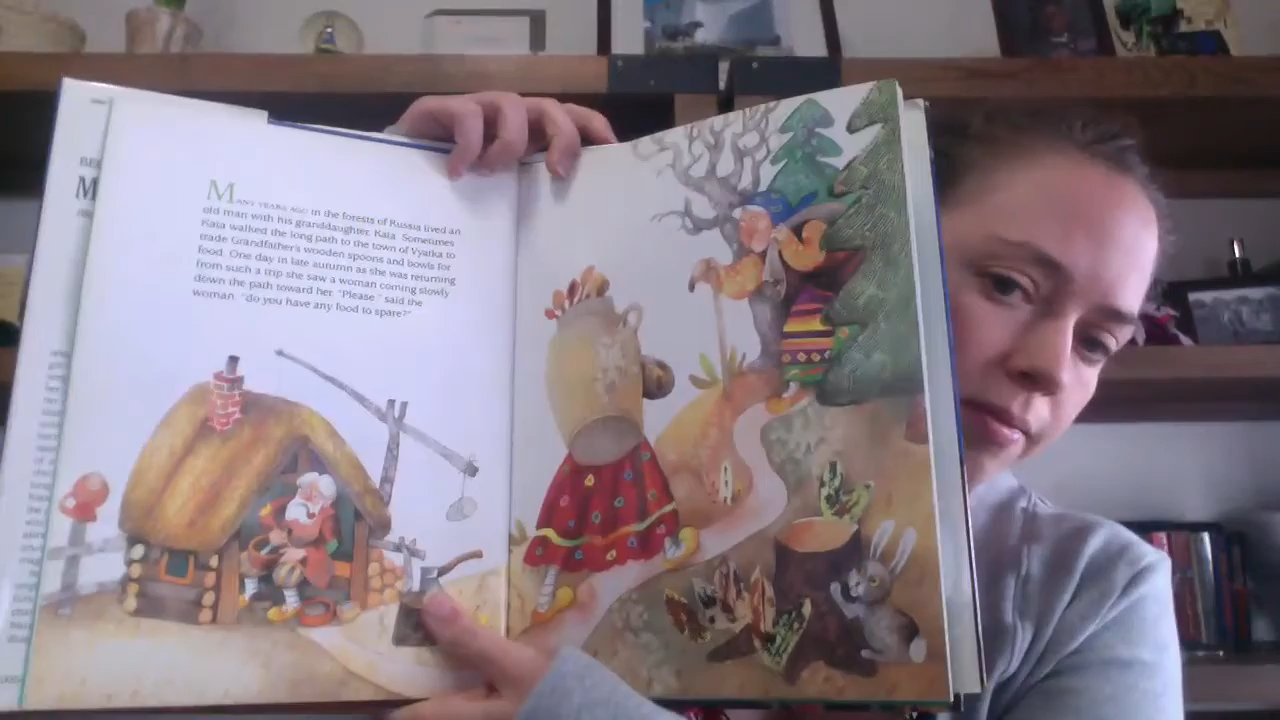 MANY YEARS AGO in the forests of Russia lived an
old man with his granddaughter, Kaia. Sometimes
Kaia walked the long path to the town of Vyatka to
trade Grandfather's wooden spoons and bowls for
food. One day in late autumn as she was returning
from such a trip she saw a woman coming slowly
down the path toward her. "Please," said the
woman, "do you have any food to spare?"